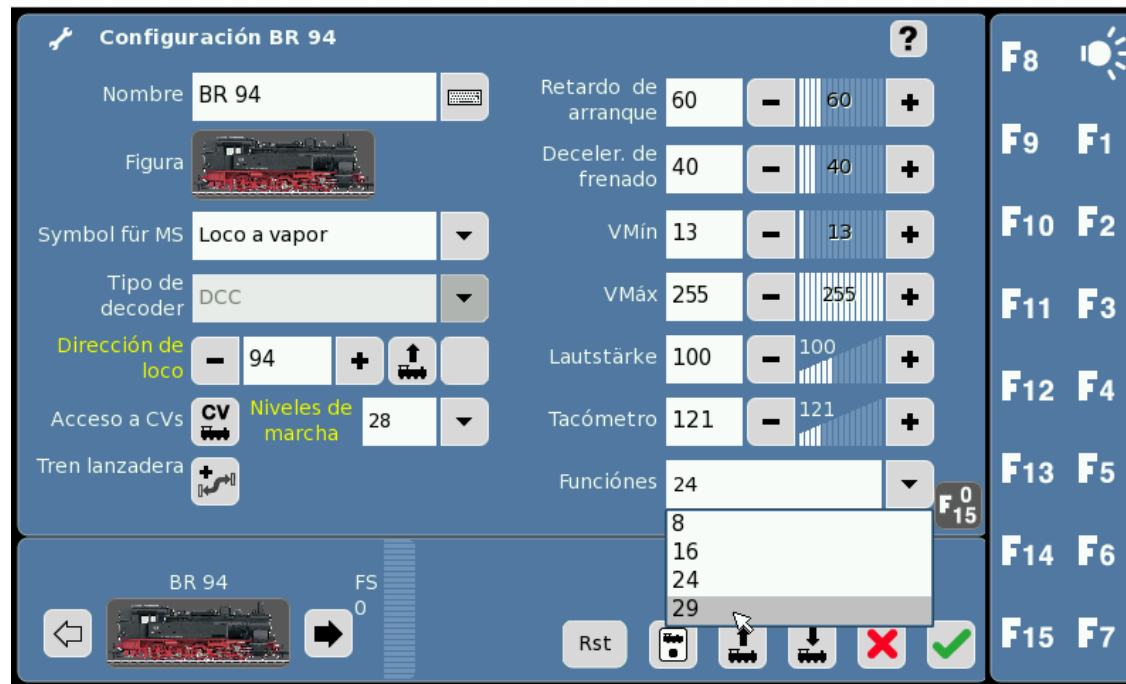 Configuración BR 94
?
Nombre
BR 94
Figura
Symbol für MS
Loco a vapor
Tipo de
decoder
DCC
Dirección de
loco
94
Acceso a CVs
CV
Niveles de
marcha
28
Tren lanzadera
Retardo de
arranque
60
60
Deceler. de
frenado
40
40
VMín
13
13
VMáx
255
255
Lautstärke
100
100
Tacómetro
121
121
Funciónes
24
8
16
24
29
F 0
15
BR 94
FS
0
Rst
F8
F9 F1
F10 F2
F11 F3
F12 F4
F13 F5
F14 F6
F15 F7